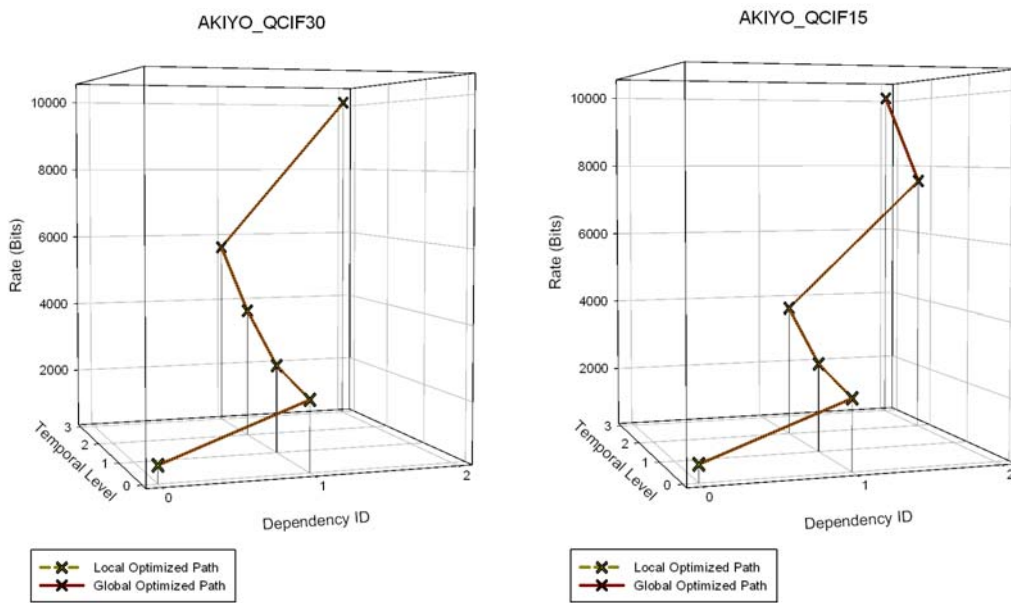 AKIYO_QCIF30
10000
8000
6000
4000
2000
Rate (Bits)
3
2
1
0
Temporal Level
0
1
2
Dependency ID
Local Optimized Path
Global Optimized Path
AKIYO_QCIF15
10000
8000
6000
4000
2000
Rate (Bits)
3
2
1
0
Temporal Level
0
1
2
Dependency ID
Local Optimized Path
Global Optimized Path